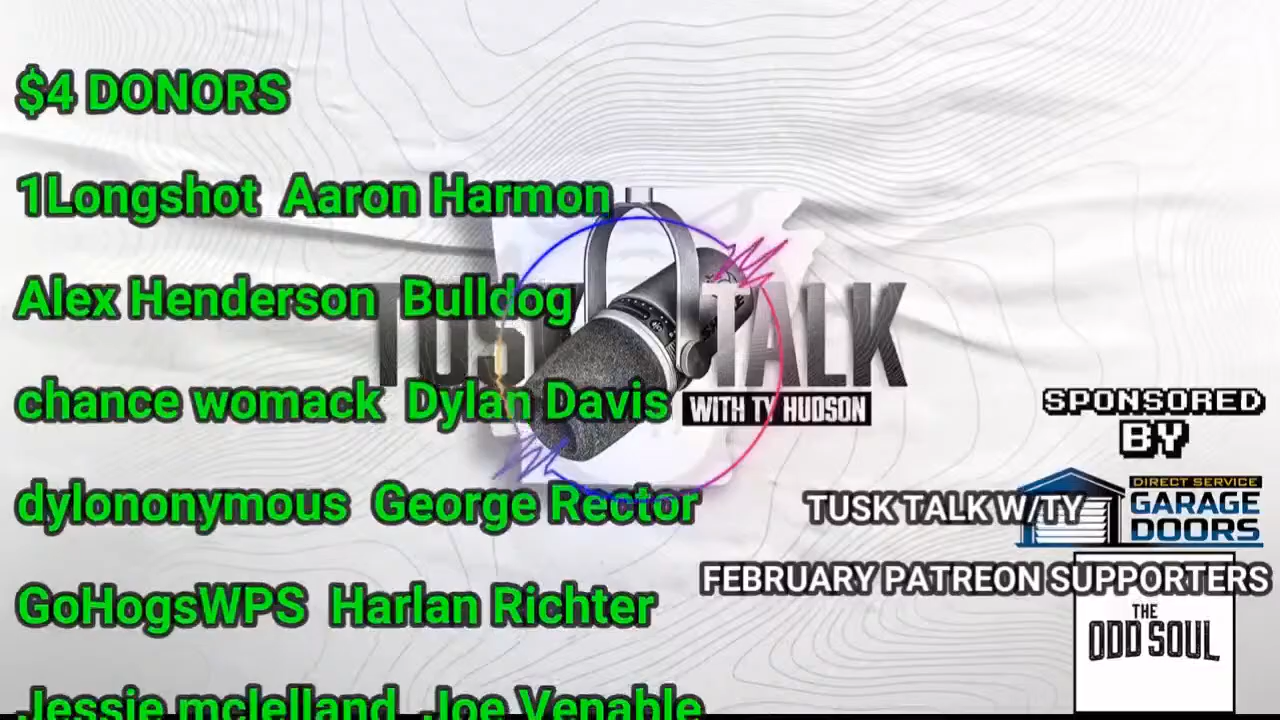 $4 DONORS
1Longshot Aaron Harmon
Alex Henderson Bulldog
chance womack Dylan Davis
dylononymous George Rector
GoHogsWPS Harlan Richter
Jessie mclelland Joe Venable
TUSK TALK
WITH TY HUDSON
SPONSORED
BY
DIRECT SERVICE
GARAGE
DOORS
TUSK TALK W/TY
FEBRUARY PATREON SUPPORTERS
THE
ODD SOUL